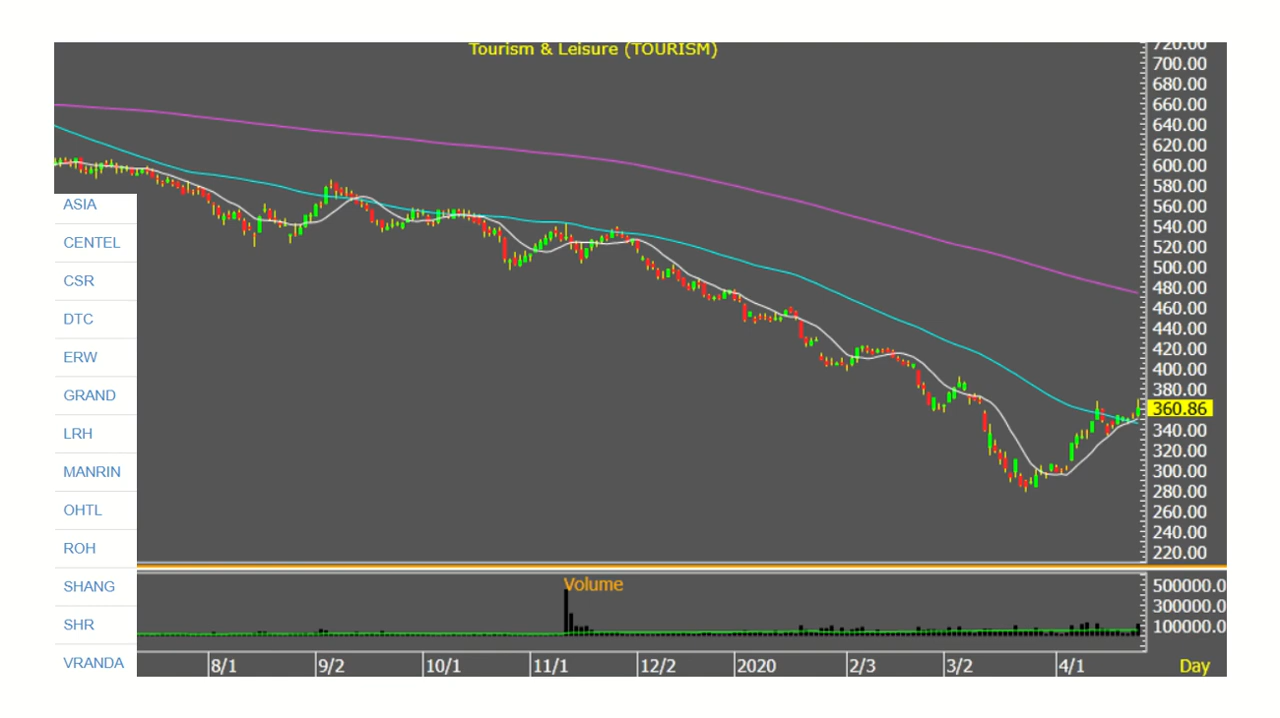 Tourism & Leisure (TOURISM)
720.00
700.00
680.00
660.00
640.00
620.00
600.00
580.00
560.00
540.00
520.00
500.00
480.00
460.00
440.00
420.00
400.00
380.00
360.86
340.00
320.00
300.00
280.00
260.00
240.00
220.00
ASIA
CENTEL
CSR
DTC
ERW
GRAND
LRH
MANRIN
OHTL
ROH
SHANG
SHR
VRANDA
Volume
500000.0
300000.0
100000.0
8/1 9/2 10/1 11/1 12/2 2020 2/3 3/2 4/1 Day